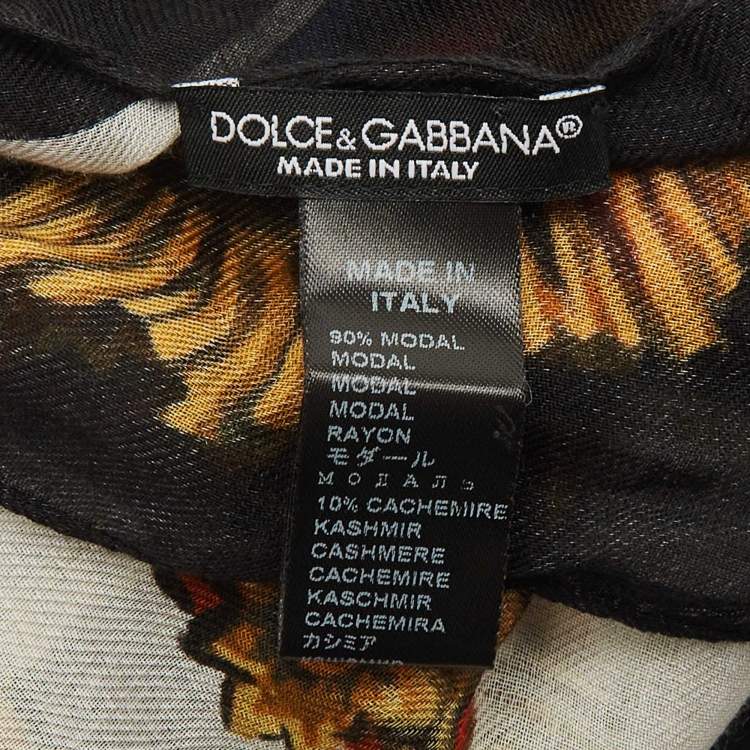 DOLCE&GABBANA®
MADE IN ITALY
MADE IN
ITALY
90% MODAL
MODAL
MODAL
MODAL
RAYON
モダール
МОДАЛЬ
10% CACHEMIRE
KASHMIR
CASHMERE
CACHEMIRE
KASCHMIR
CACHEMIRA
カシミア